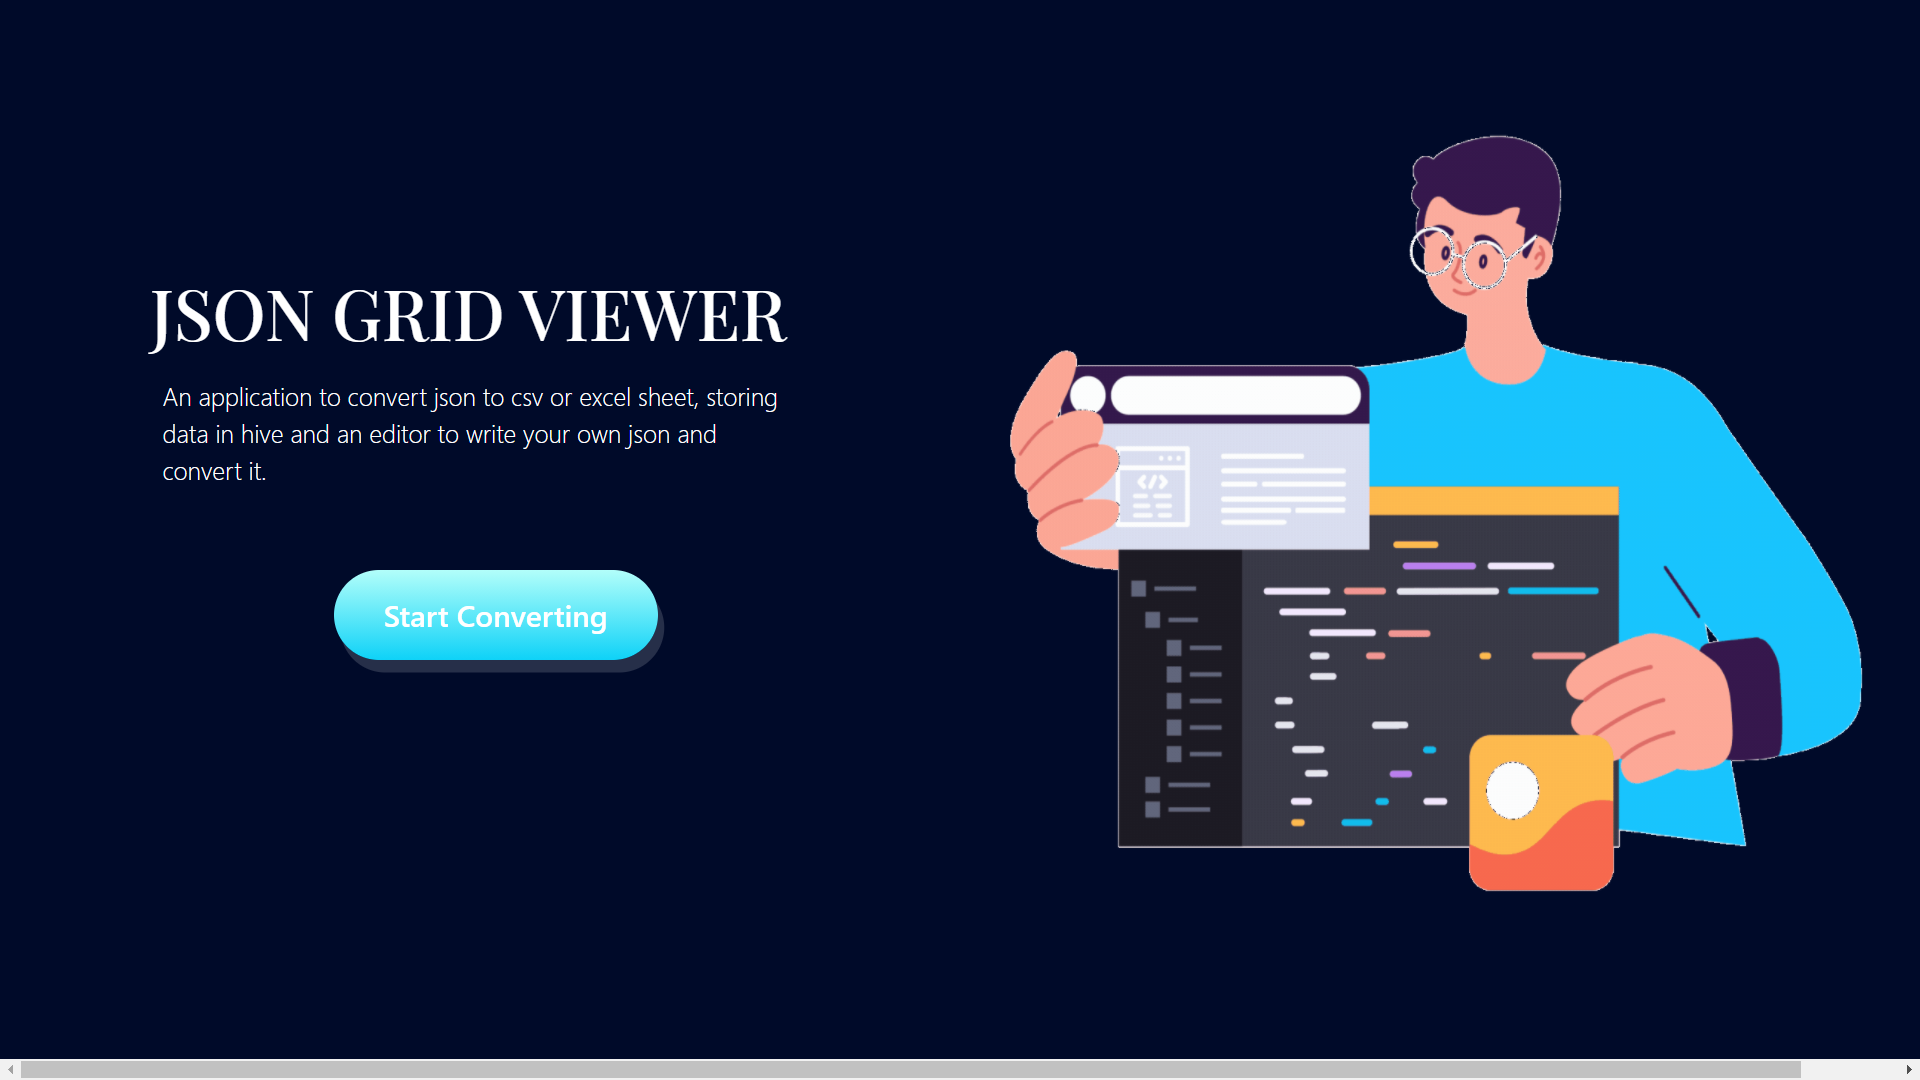 JSON GRID VIEWER
An application to convert json to csv or excel sheet, storing
data in hive and an editor to write your own json and
convert it.
Start Converting